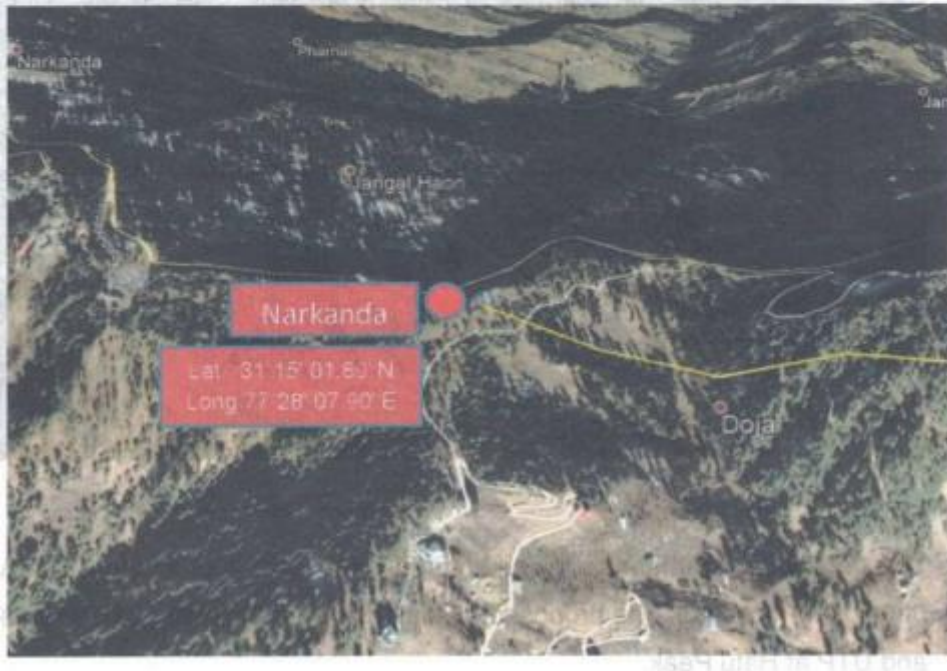 Narkanda
Jangal Haon
Narkanda
Lat 31 15' 01.80" N
Long 77 28' 07.90" E
Doja